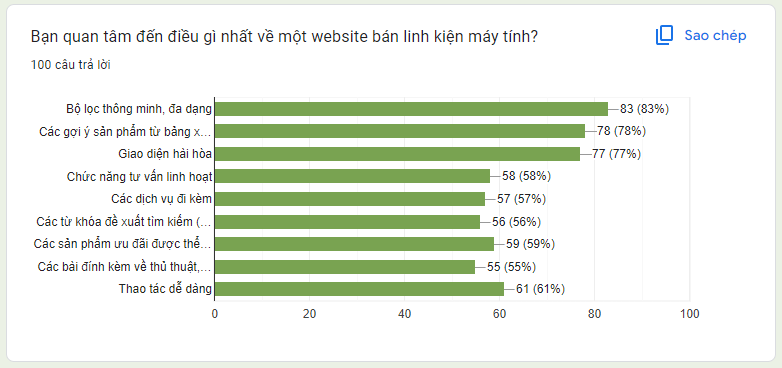 Bạn quan tâm đến điều gì nhất về một website bán linh kiện máy tính?
Sao chép
100 câu trả lời
Bộ lọc thông minh, đa dạng
83 (83%)
Các gợi ý sản phẩm từ bảng x…
78 (78%)
Giao diện hải hòa
77 (77%)
Chức năng tư vấn linh hoạt
58 (58%)
Các dịch vụ đi kèm
57 (57%)
Các từ khóa đề xuất tìm kiếm (…
56 (56%)
Các sản phẩm ưu đãi được thể…
59 (59%)
Các bài đính kèm về thủ thuật,…
55 (55%)
Thao tác dễ dàng
61 (61%)
0 20 40 60 80 100